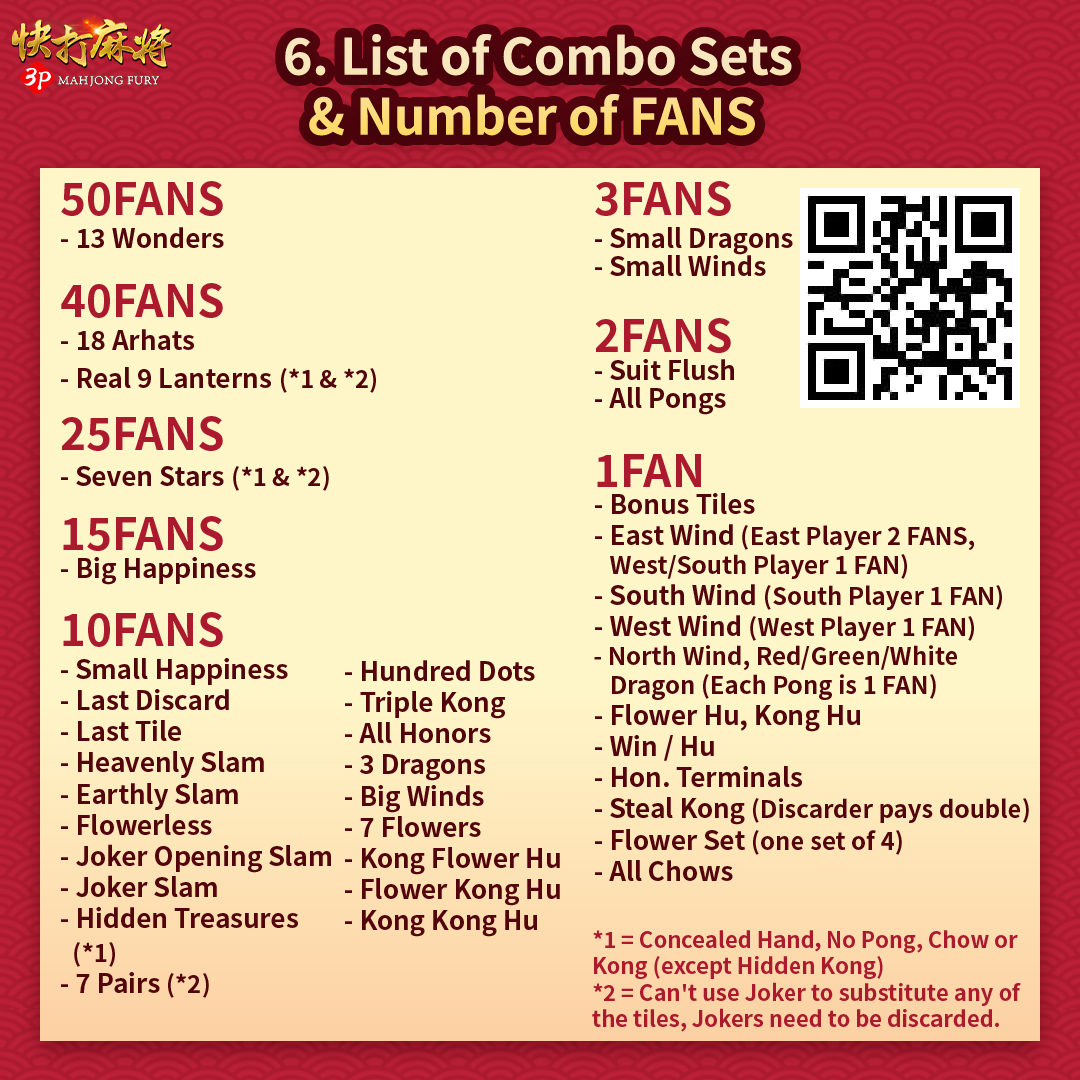 快打麻将
3P MAHJONG FURY
6. List of Combo Sets
& Number of FANS
50FANS
- 13 Wonders
40FANS
- 18 Arhats
- Real 9 Lanterns (*1 & *2)
25FANS
- Seven Stars (*1 & *2)
15FANS
- Big Happiness
10FANS
- Small Happiness
- Last Discard
- Last Tile
- Heavenly Slam
- Earthly Slam
- Flowerless
- Joker Opening Slam
- Joker Slam
- Hidden Treasures
(*1)
- 7 Pairs (*2)
- Hundred Dots
- Triple Kong
- All Honors
- 3 Dragons
- Big Winds
- 7 Flowers
- Kong Flower Hu
- Flower Kong Hu
- Kong Kong Hu
3FANS
- Small Dragons
- Small Winds
2FANS
- Suit Flush
- All Pongs
1FAN
- Bonus Tiles
- East Wind (East Player 2 FANS,
West/South Player 1 FAN)
- South Wind (South Player 1 FAN)
- West Wind (West Player 1 FAN)
- North Wind, Red/Green/White
Dragon (Each Pong is 1 FAN)
- Flower Hu, Kong Hu
- Win / Hu
- Hon. Terminals
- Steal Kong (Discarder pays double)
- Flower Set (one set of 4)
- All Chows
*1 = Concealed Hand, No Pong, Chow or
Kong (except Hidden Kong)
*2 = Can't use Joker to substitute any of
the tiles, Jokers need to be discarded.